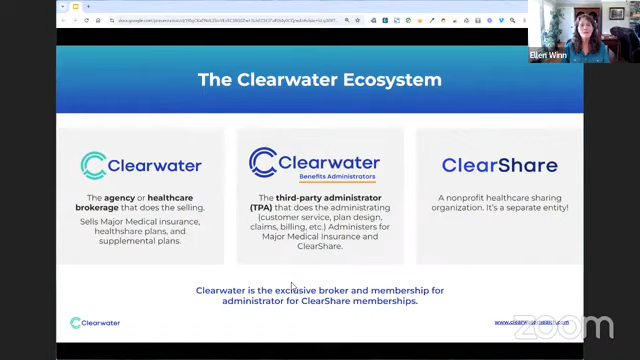 Ellen Winn
The Clearwater Ecosystem
Clearwater
The agency or healthcare
brokerage that does the selling.
Sells Major Medical insurance,
healthshare plans, and
supplemental plans.
Clearwater
Benefits Administrators
The third-party administrator
(TPA) that does the administrating
(customer service, plan design,
claims, billing, etc.) Administers for
Major Medical Insurance and
ClearShare.
ClearShare
A nonprofit healthcare sharing
organization. It's a separate entity!
Clearwater is the exclusive broker and membership for
administrator for ClearShare memberships.
Clearwater
zoom